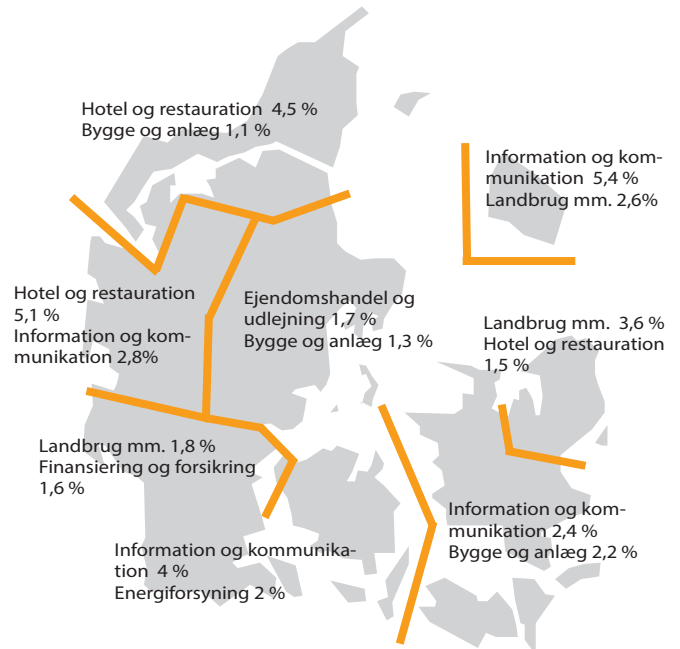 Hotel og restauration 4,5 %
Bygge og anlæg 1,1 %
Information og kom-
munikation 5,4 %
Landbrug mm. 2,6%
Hotel og restauration
5,1 %
Information og kom-
munikation 2,8%
Ejendomshandel og
udlejning 1,7 %
Bygge og anlæg 1,3 %
Landbrug mm. 3,6 %
Hotel og restauration
1,5 %
Landbrug mm. 1,8 %
Finansiering og forsikring
1,6 %
Information og kom-
munikation 2,4 %
Bygge og anlæg 2,2 %
Information og kommunika-
tion 4 %
Energiforsyning 2 %